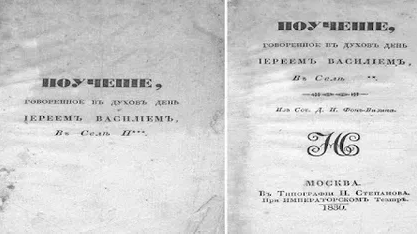 ПОУЧЕНІЕ,
ГОВОРЕННОЕ ВЪ ДУХОВЪ ДЕНЬ
ІЕРЕЕМЪ ВАСИЛІЕМЪ,
Въ Селѣ П***.
ПОУЧЕНІЕ,
ГОВОРЕННОЕ ВЪ ДУХОВЪ ДЕНЬ
ІЕРЕЕМЪ ВАСИЛІЕМЪ,
Въ Селѣ **.
Изъ Соч. Д. И. Фонъ-Визина.
МОСКВА.
Въ Типографіи Н. Степанова.
При ИМПЕРАТОРСКОМЪ Театрѣ.
1830.